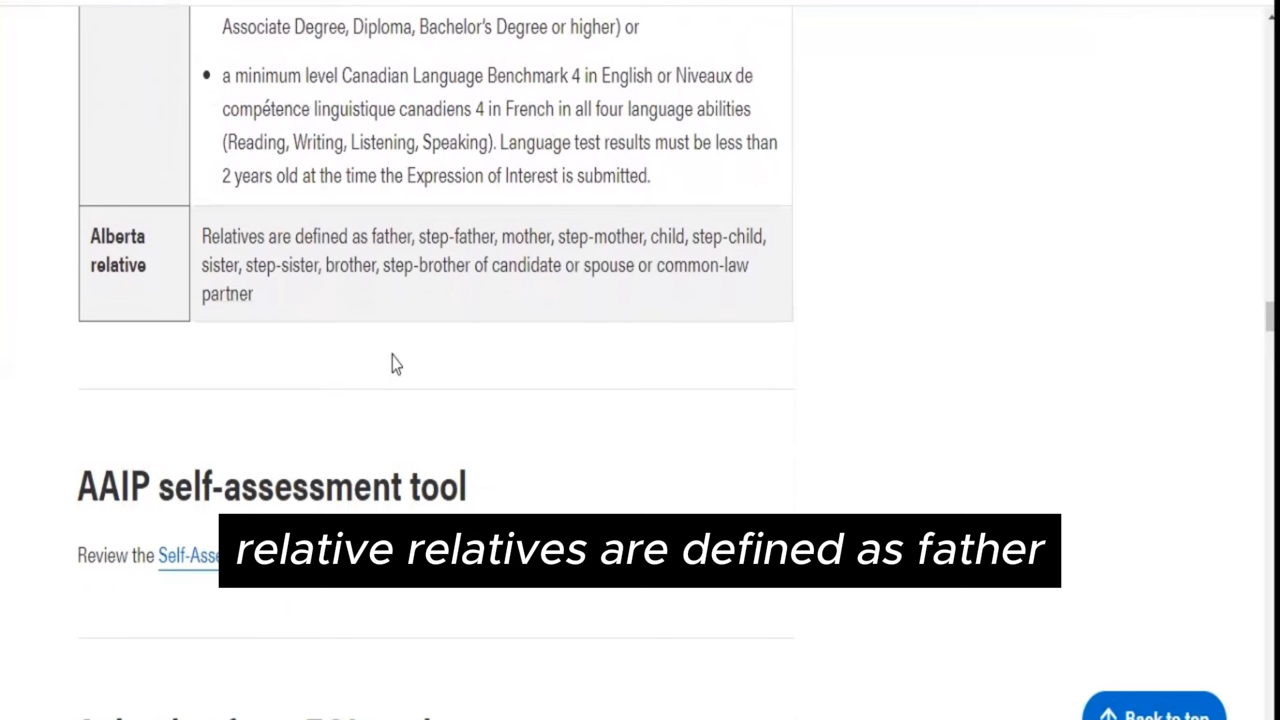 Associate Degree, Diploma, Bachelor's Degree or higher) or
• a minimum level Canadian Language Benchmark 4 in English or Niveaux de
compétence linguistique canadiens 4 in French in all four language abilities
(Reading, Writing, Listening, Speaking). Language test results must be less than
2 years old at the time the Expression of Interest is submitted.
Alberta
relative
Relatives are defined as father, step-father, mother, step-mother, child, step-child,
sister, step-sister, brother, step-brother of candidate or spouse or common-law
partner
AAIP self-assessment tool
Review the Self-Asse
relative relatives are defined as father
Back to top